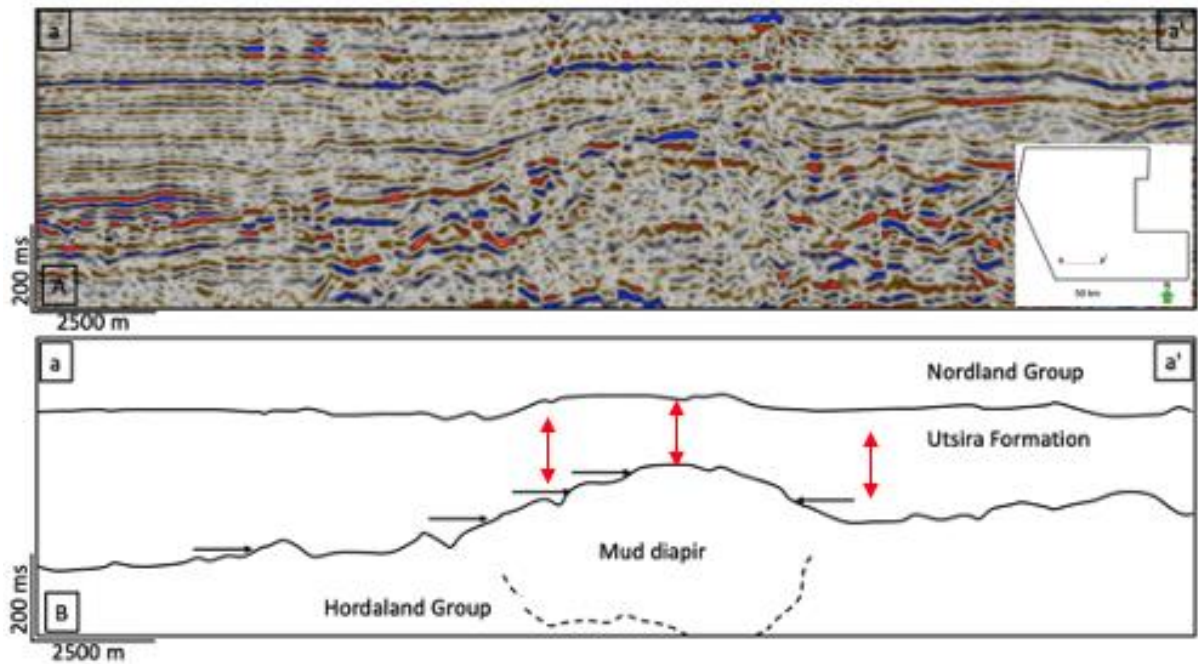 a
a'
200 ms
A
2500 m
a a'
50 km
a
a'
Nordland Group
Utsira Formation
Mud diapir
Hordaland Group
200 ms
B
2500 m